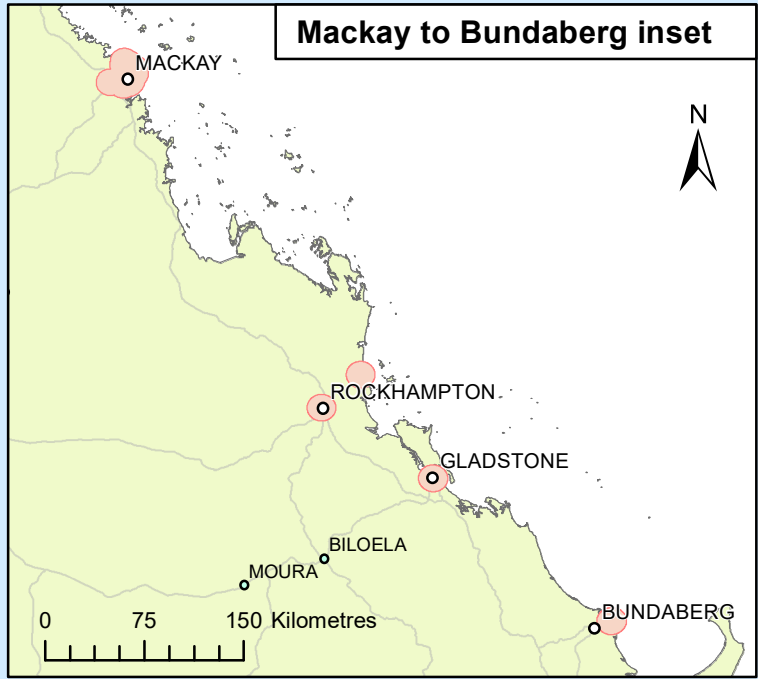 Mackay to Bundaberg inset
MACKAY
N
ROCKHAMPTON
GLADSTONE
BILOELA
MOURA
BUNDABERG
0 75 150 Kilometres